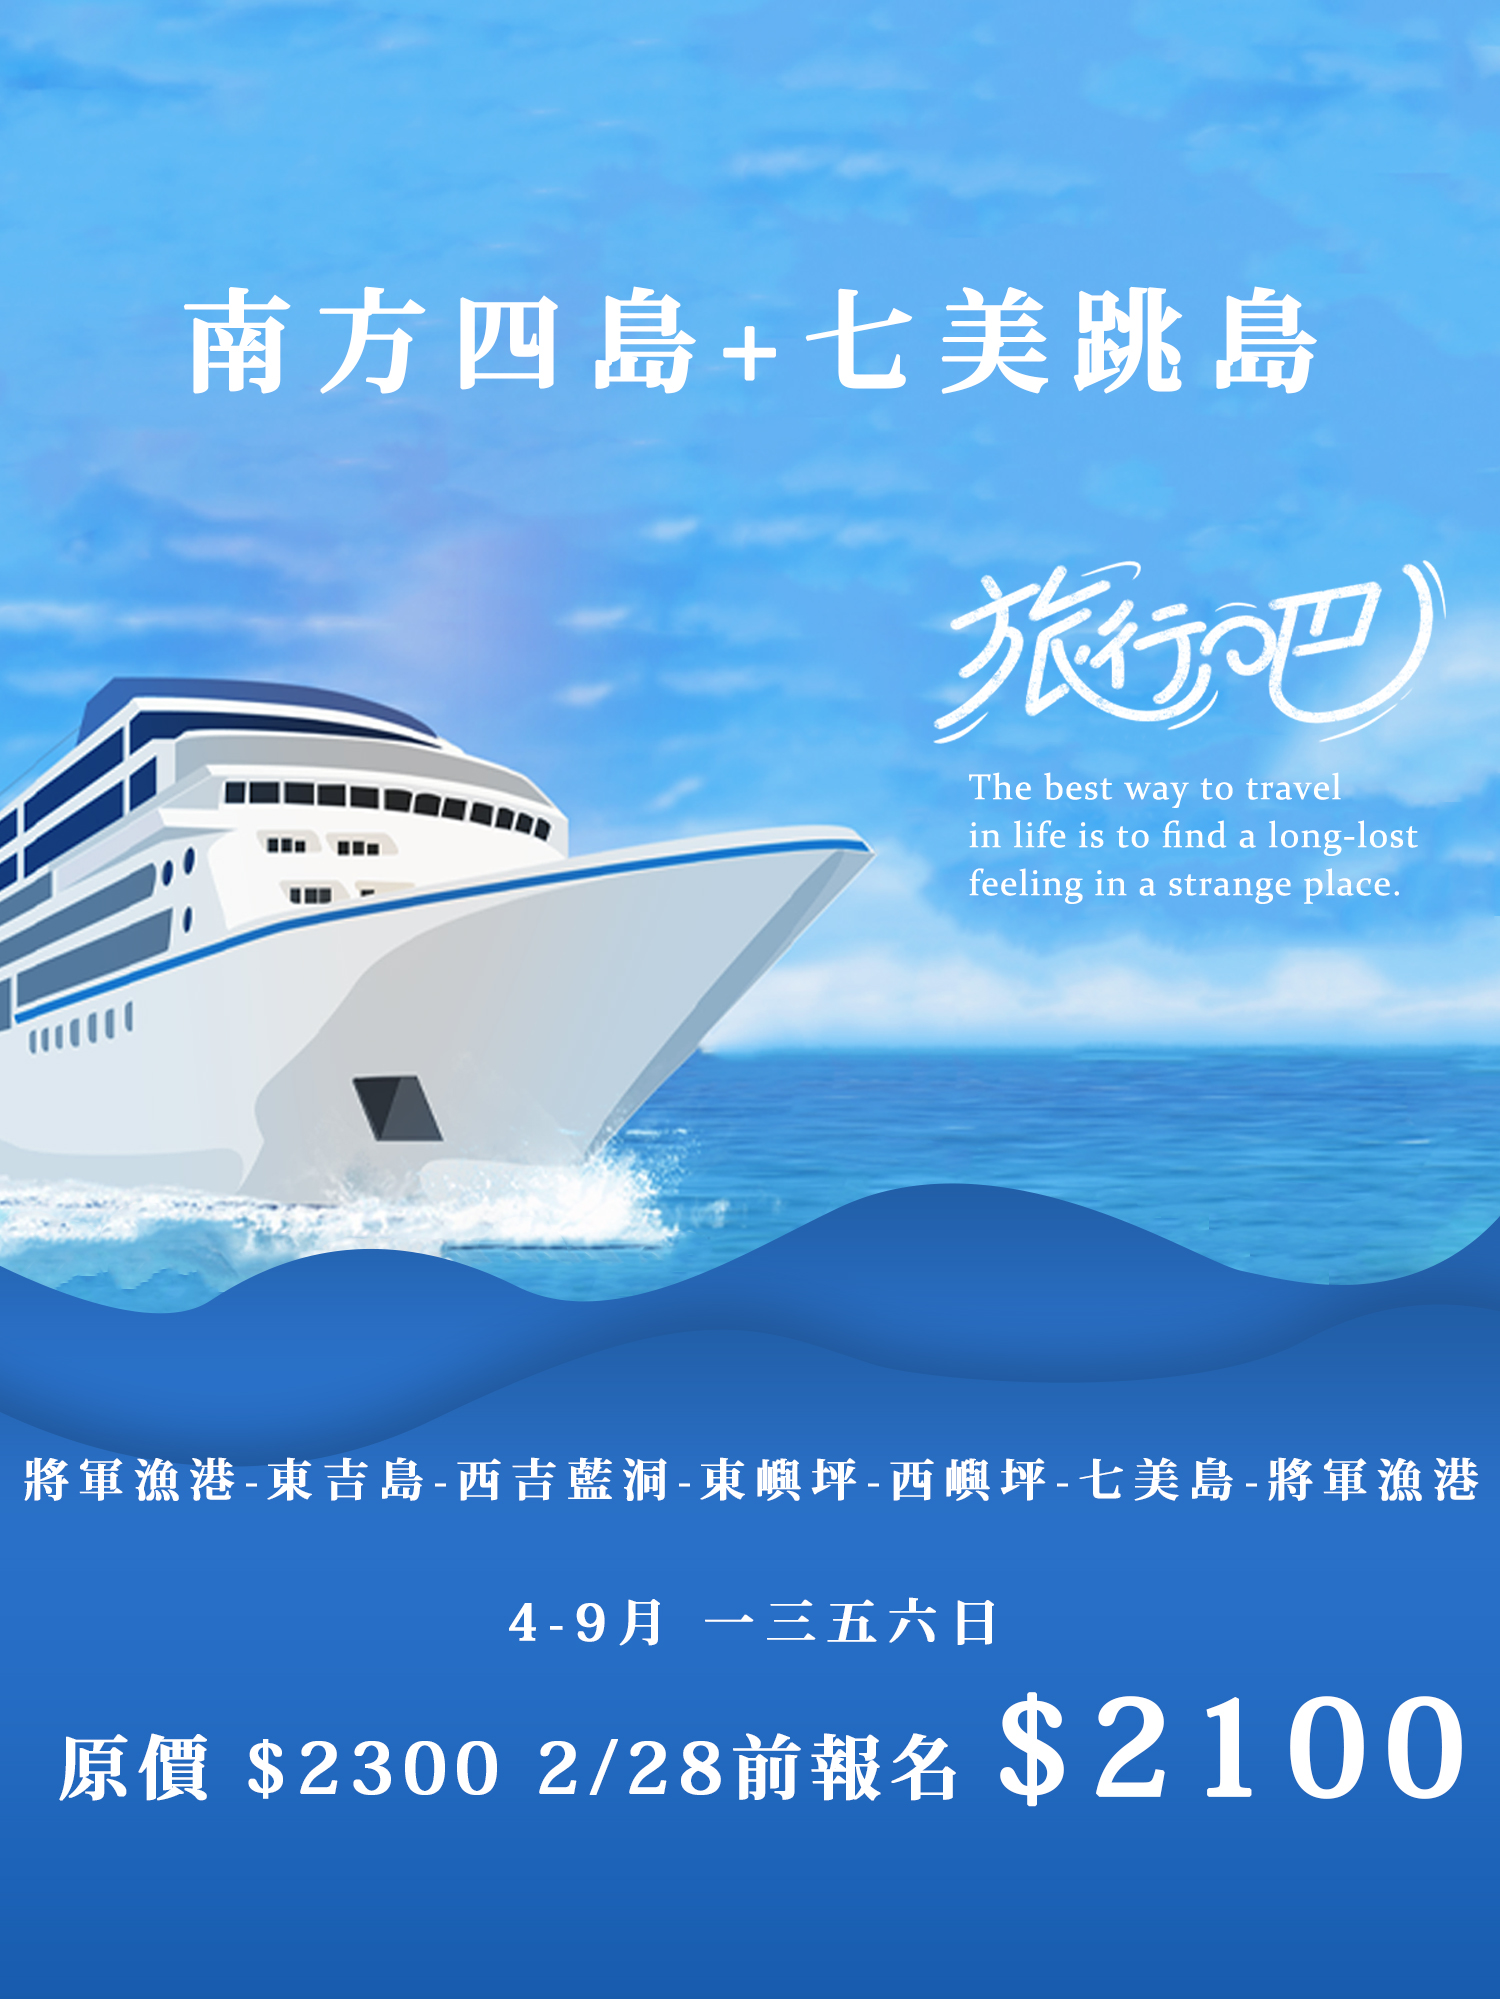 南方四島+七美跳島
旅行吧
The best way to travel
in life is to find a long-lost
feeling in a strange place.
將軍漁港-東吉島-西吉藍洞-東嶼坪-西嶼坪-七美島-將軍漁港
4-9月 一三五六日
原價 $2300 2/28前報名 $2100